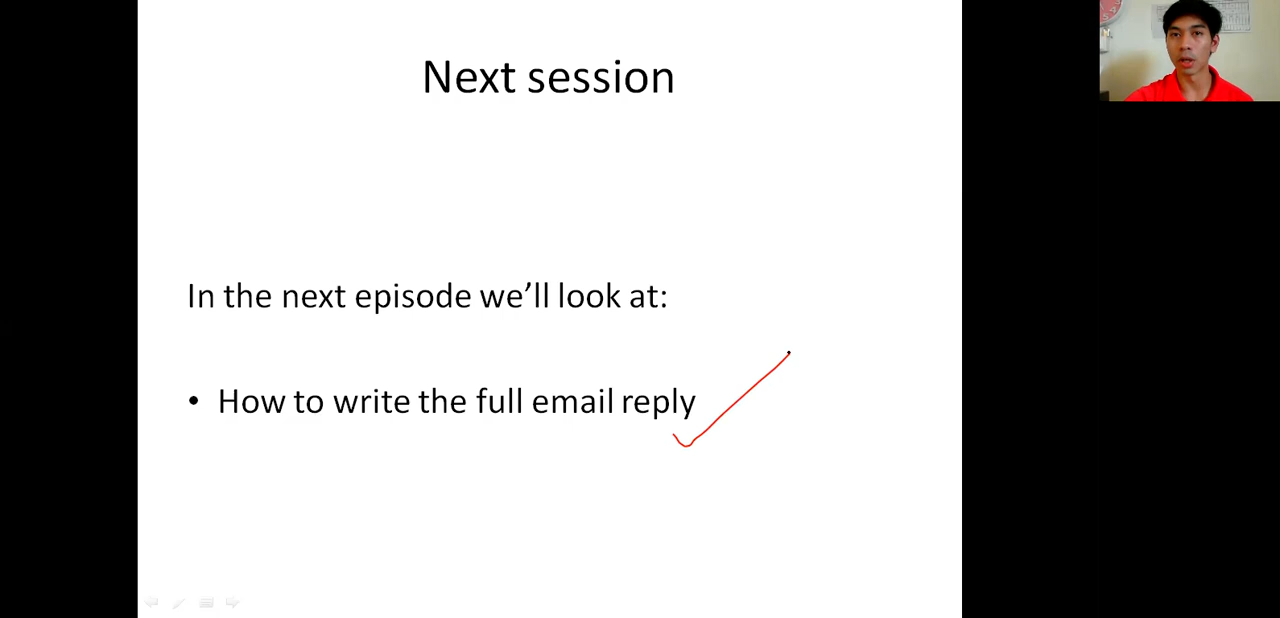 Next session
In the next episode we’ll look at:
• How to write the full email reply